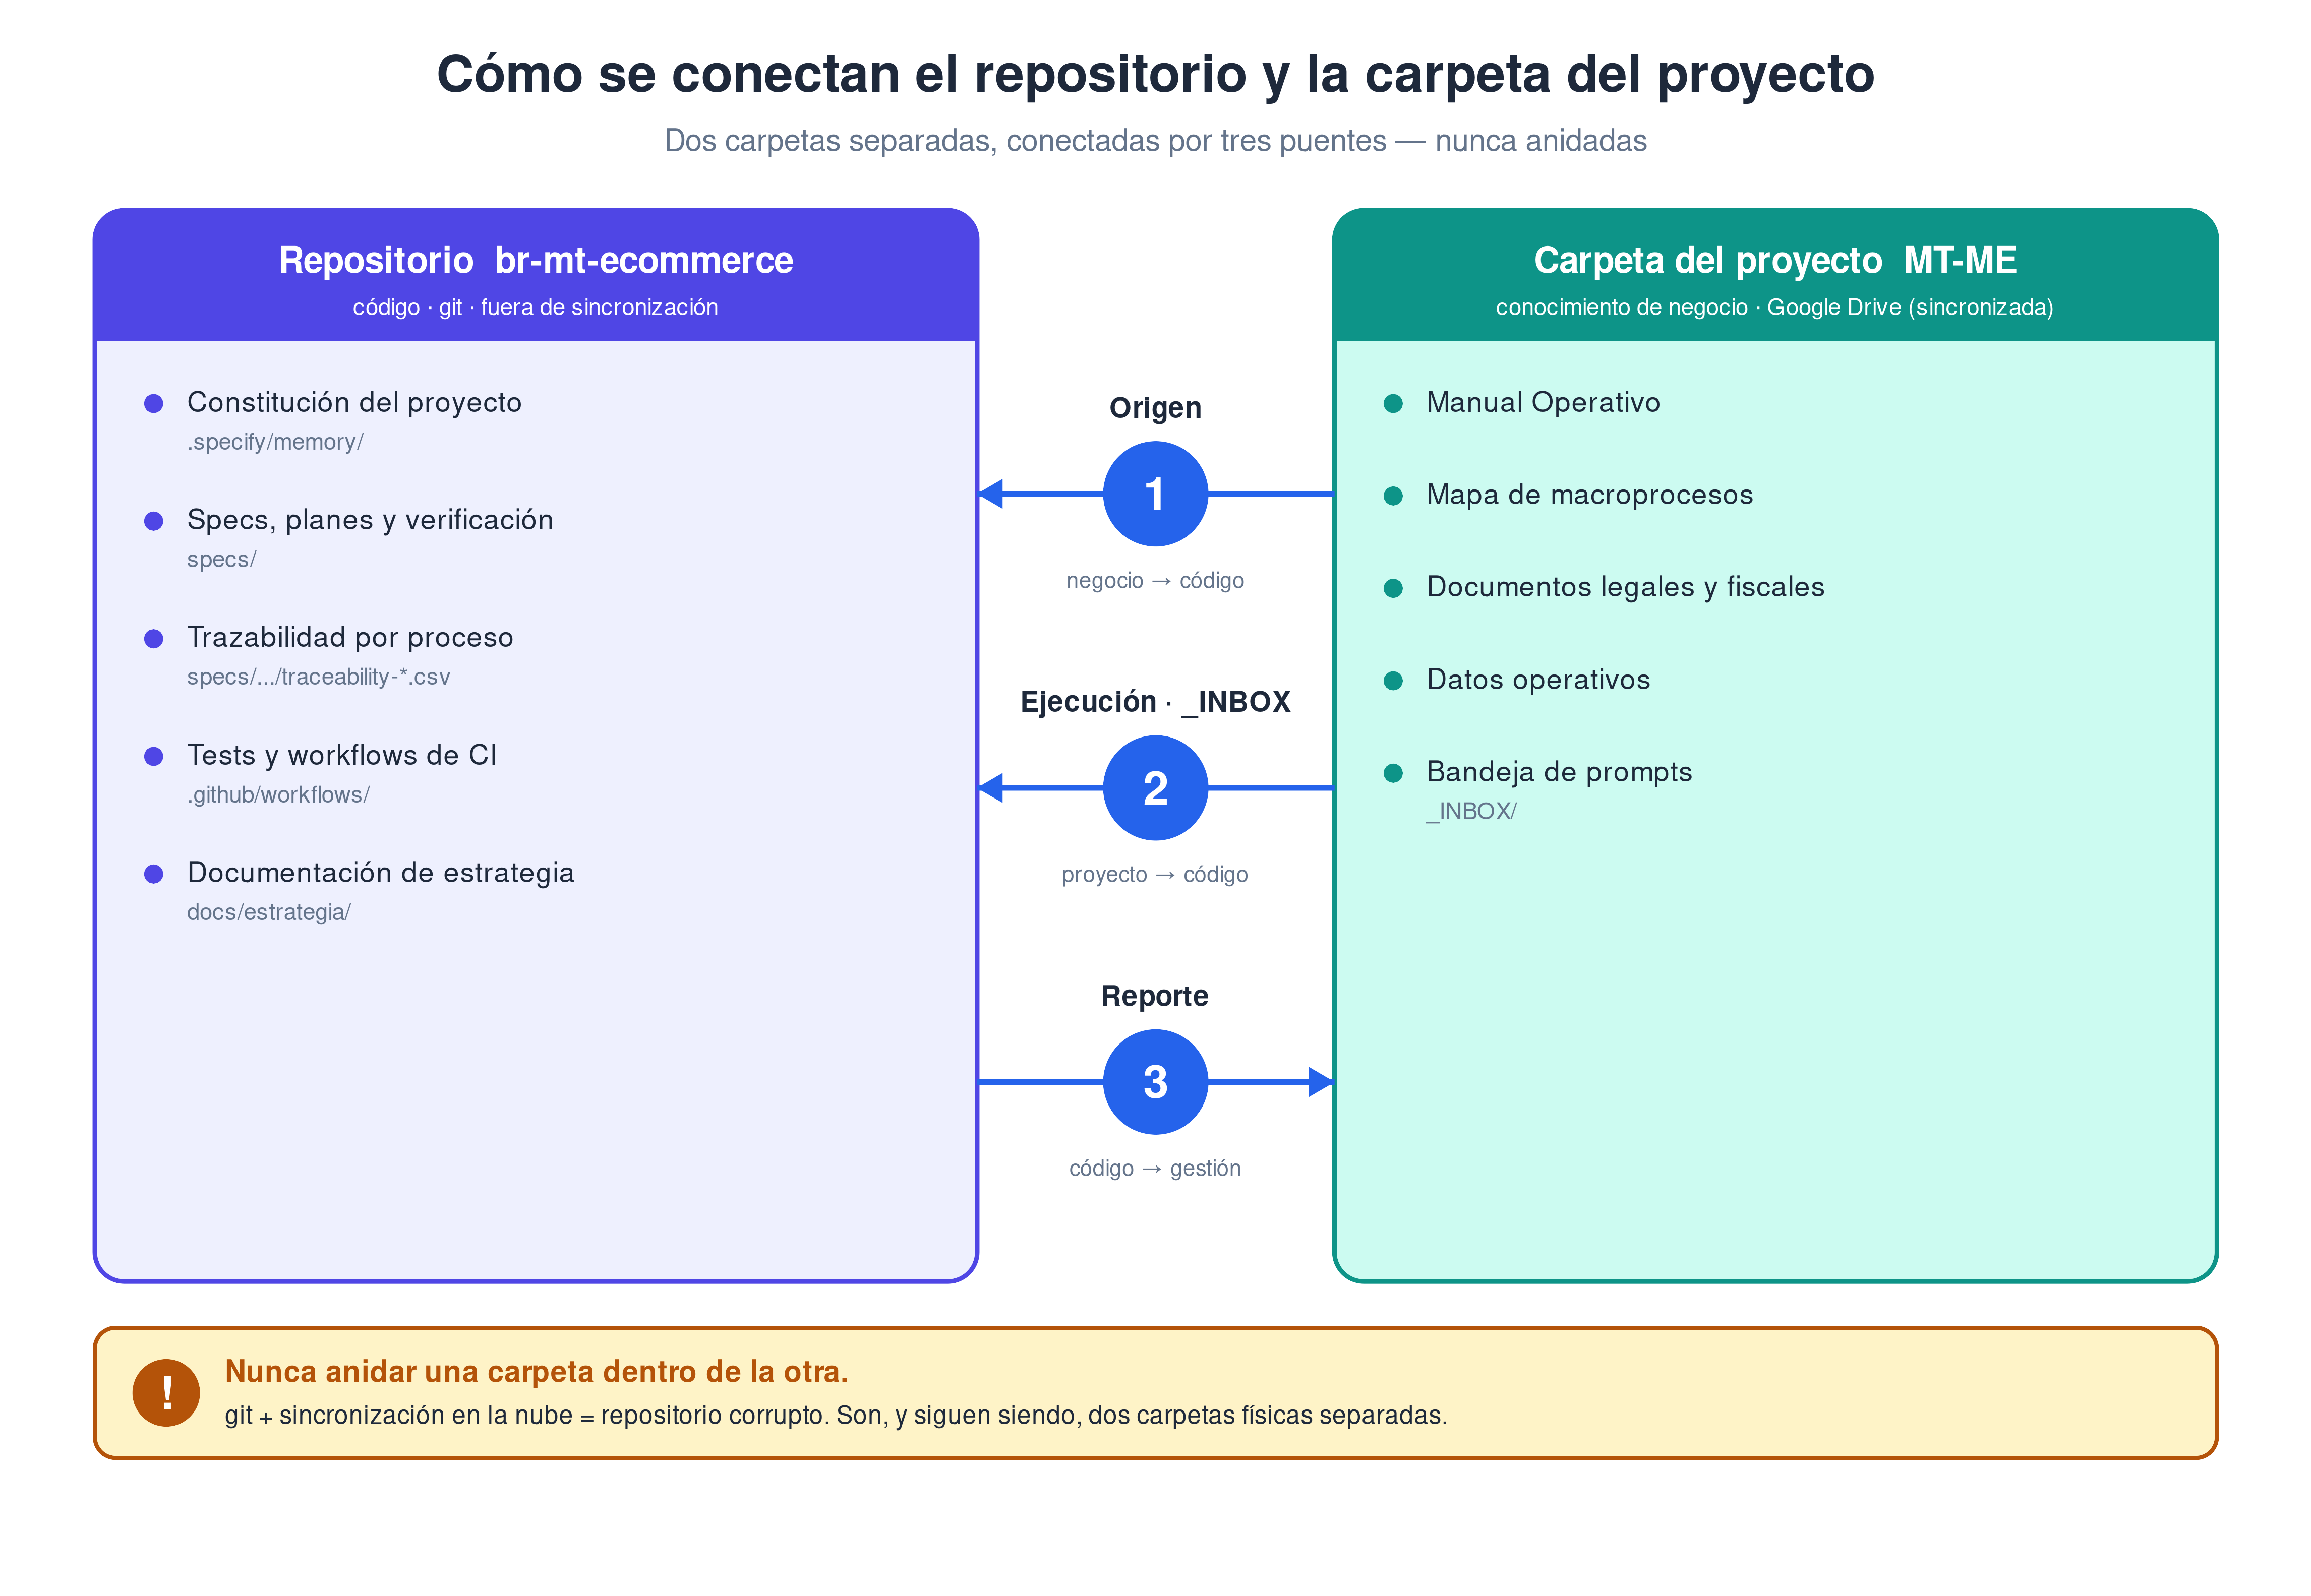 Cómo se conectan el repositorio y la carpeta del proyecto
Dos carpetas separadas, conectadas por tres puentes — nunca anidadas
Repositorio br-mt-ecommerce
código · git · fuera de sincronización
Constitución del proyecto
.specify/memory/
Specs, planes y verificación
specs/
Trazabilidad por proceso
specs/.../traceability-*.csv
Tests y workflows de CI
.github/workflows/
Documentación de estrategia
docs/estrategia/
Origen
1
negocio → código
Ejecución · _INBOX
2
proyecto → código
Reporte
3
código → gestión
Carpeta del proyecto MT-ME
conocimiento de negocio · Google Drive (sincronizada)
Manual Operativo
Mapa de macroprocesos
Documentos legales y fiscales
Datos operativos
Bandeja de prompts
_INBOX/
!
Nunca anidar una carpeta dentro de la otra.
git + sincronización en la nube = repositorio corrupto. Son, y siguen siendo, dos carpetas físicas separadas.